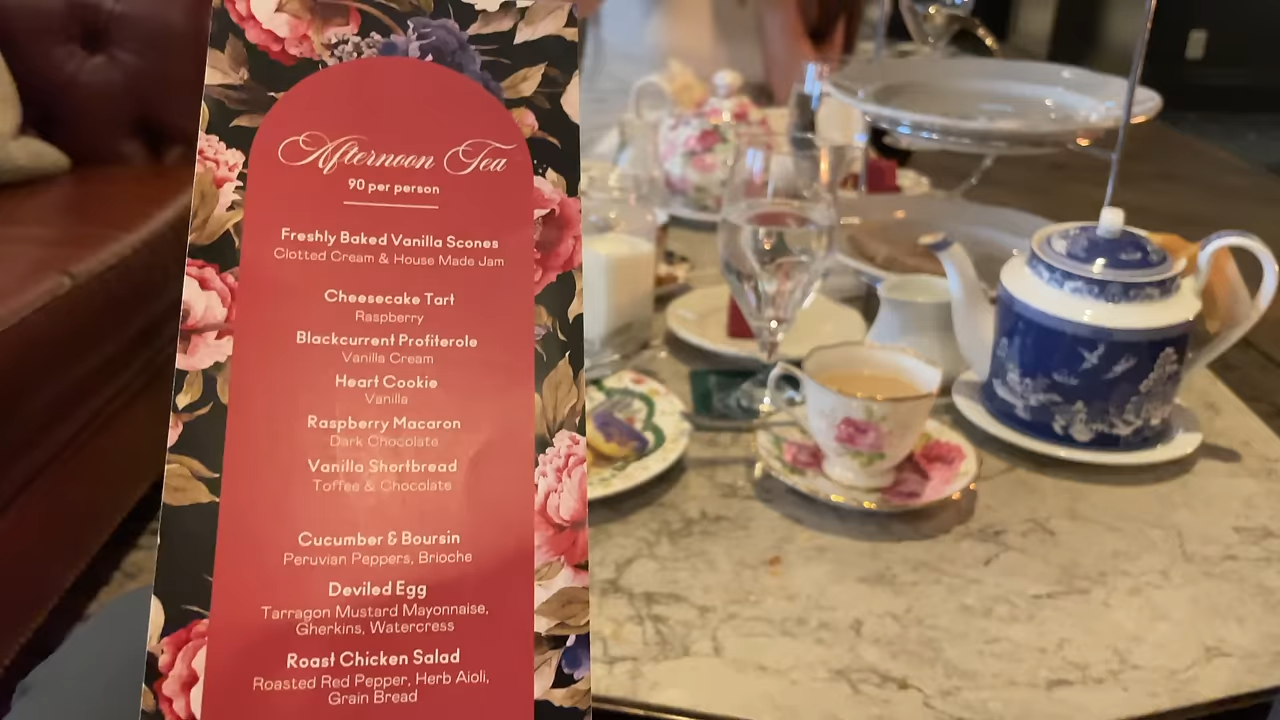 Afternoon Tea
90 per person
Freshly Baked Vanilla Scones
Clotted Cream & House Made Jam
Cheesecake Tart
Raspberry
Blackcurrent Profiterole
Vanilla Cream
Heart Cookie
Vanilla
Raspberry Macaron
Dark Chocolate
Vanilla Shortbread
Toffee & Chocolate
Cucumber & Boursin
Peruvian Peppers, Brioche
Deviled Egg
Tarragon Mustard Mayonnaise,
Gherkins, Watercress
Roast Chicken Salad
Roasted Red Pepper, Herb Aioli,
Grain Bread